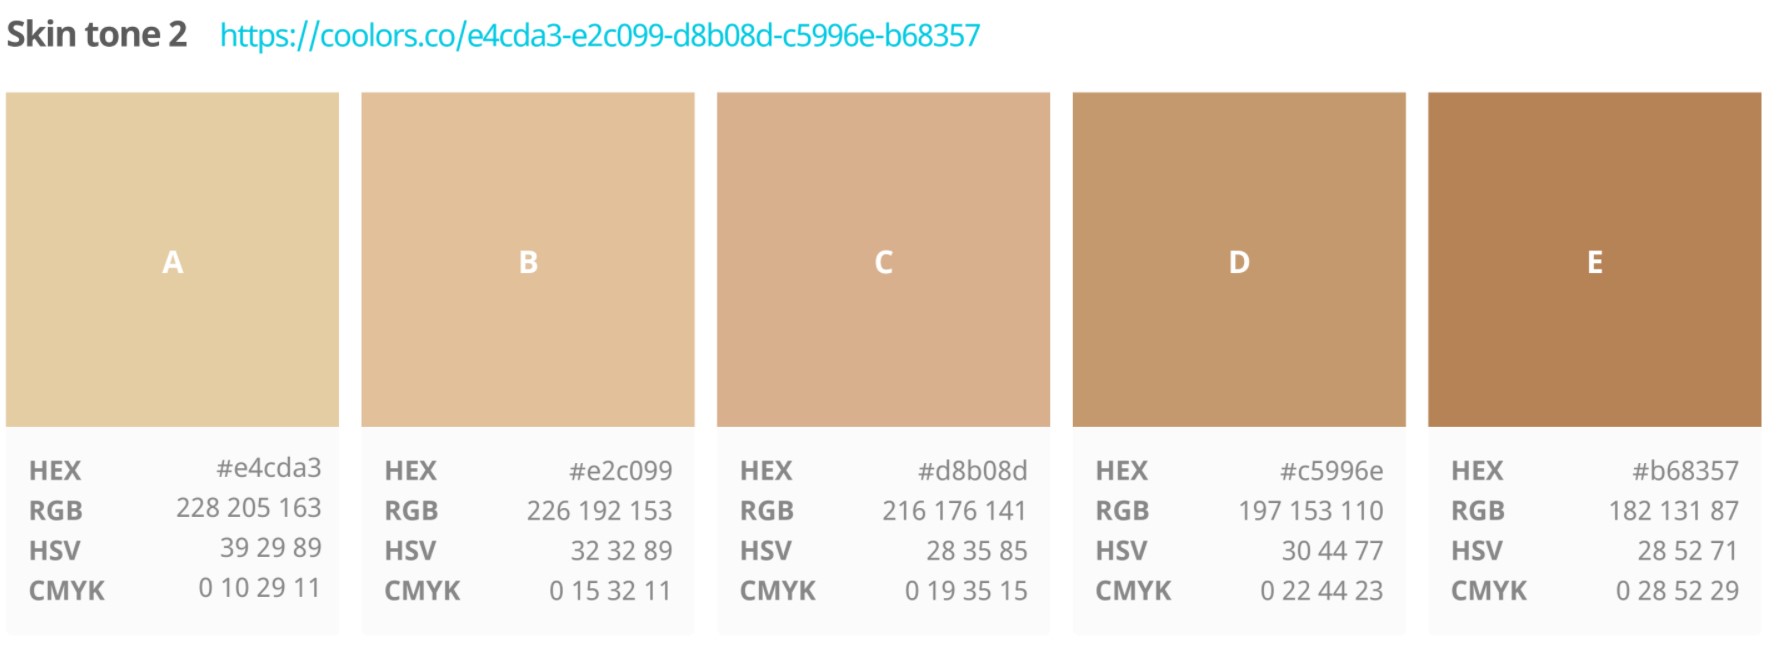 Skin tone 2 https://coolors.co/e4cda3-e2c099-d8b08d-c5996e-b68357
A
HEX #e4cda3
RGB 228 205 163
HSV 39 29 89
CMYK 0 10 29 11
B
HEX #e2c099
RGB 226 192 153
HSV 32 32 89
CMYK 0 15 32 11
C
HEX #d8b08d
RGB 216 176 141
HSV 28 35 85
CMYK 0 19 35 15
D
HEX #c5996e
RGB 197 153 110
HSV 30 44 77
CMYK 0 22 44 23
E
HEX #b68357
RGB 182 131 87
HSV 28 52 71
CMYK 0 28 52 29